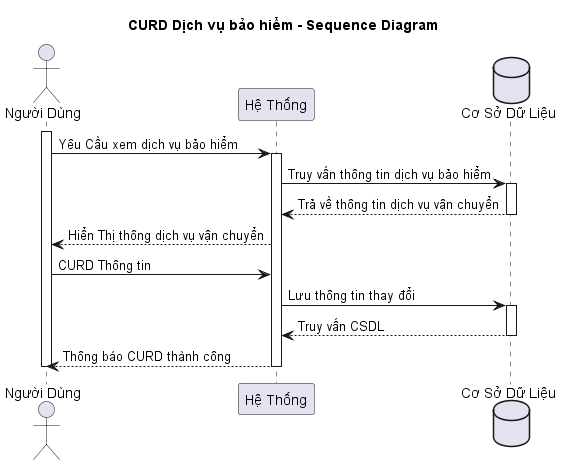 CURD Dịch vụ bảo hiểm - Sequence Diagram
Người Dùng
Hệ Thống
Cơ Sở Dữ Liệu
Yêu Cầu xem dịch vụ bảo hiểm
Truy vấn thông tin dịch vụ bảo hiểm
Trả về thông tin dịch vụ vận chuyển
Hiển Thị thông dịch vụ vận chuyển
CURD Thông tin
Lưu thông tin thay đổi
Truy vấn CSDL
Thông báo CURD thành công
Người Dùng
Hệ Thống
Cơ Sở Dữ Liệu